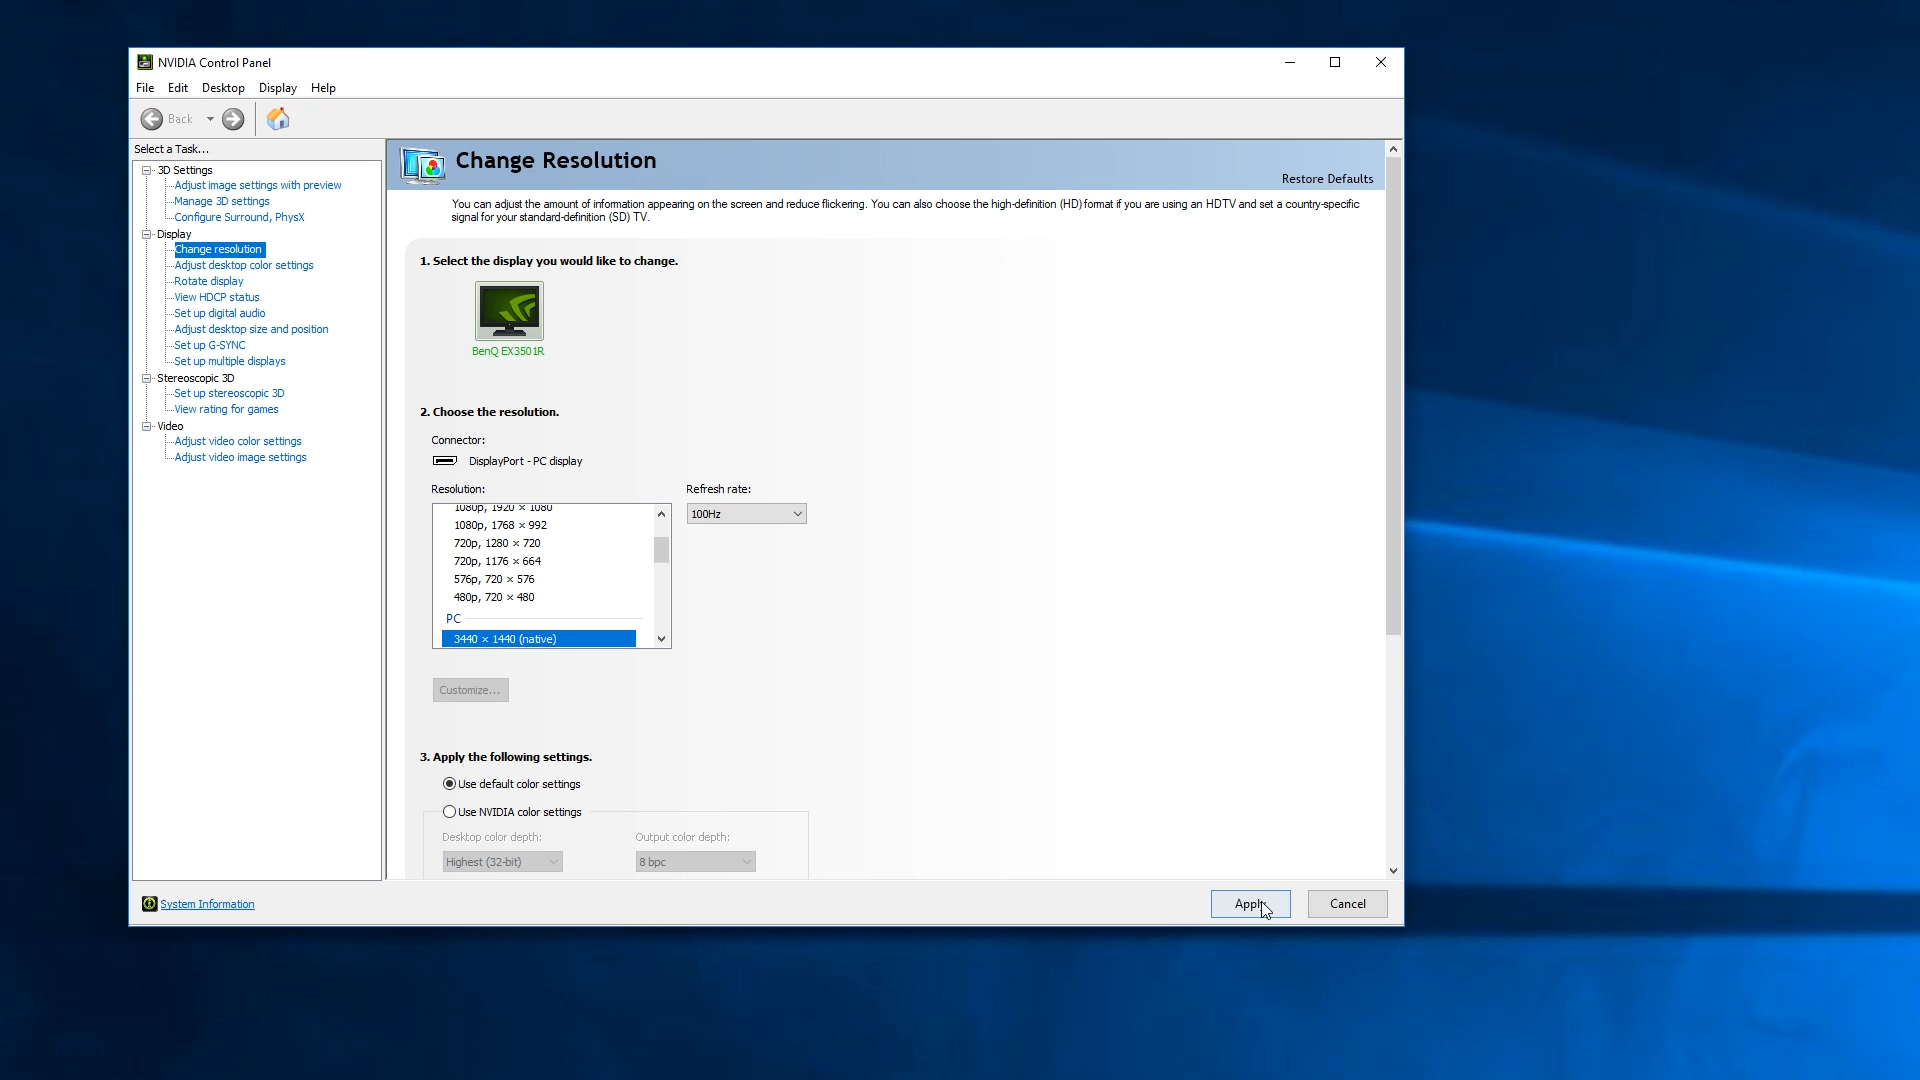 NVIDIA Control Panel
File Edit Desktop Display Help
Back
Select a Task...
3D Settings
Adjust image settings with preview
Manage 3D settings
Configure Surround, PhysX
Display
Change resolution
Adjust desktop color settings
Rotate display
View HDCP status
Set up digital audio
Adjust desktop size and position
Set up G-SYNC
Set up multiple displays
Stereoscopic 3D
Set up stereoscopic 3D
View rating for games
Video
Adjust video color settings
Adjust video image settings
Change Resolution
Restore Defaults
You can adjust the amount of information appearing on the screen and reduce flickering. You can also choose the high-definition (HD) format if you are using an HDTV and set a country-specific
signal for your standard-definition (SD) TV.
1. Select the display you would like to change.
BenQ EX3501R
2. Choose the resolution.
Connector:
DisplayPort - PC display
Resolution:
Refresh rate:
1080p, 1920 × 1080
100Hz
1080p, 1768 × 992
720p, 1280 × 720
720p, 1176 × 664
576p, 720 × 576
480p, 720 × 480
PC
3440 × 1440 (native)
Customize...
3. Apply the following settings.
Use default color settings
Use NVIDIA color settings
Desktop color depth:
Output color depth:
Highest (32-bit)
8 bpc
System Information
Apply
Cancel